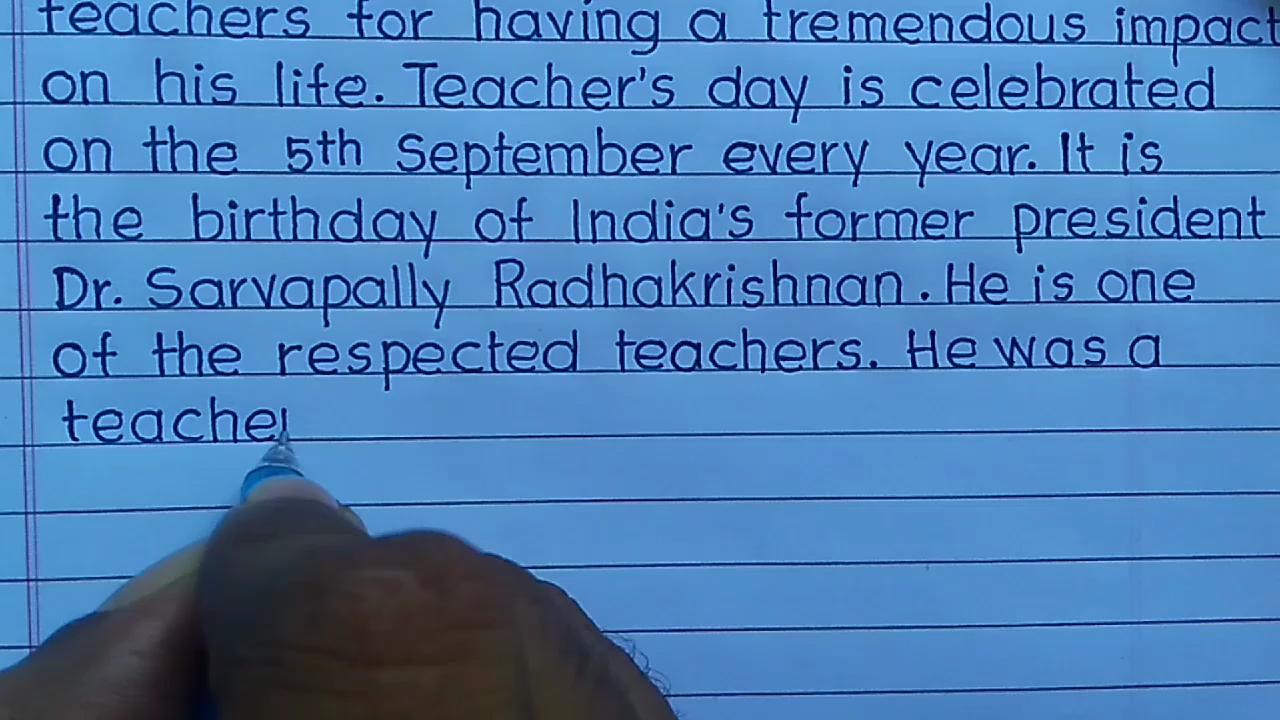 teachers for having a tremendous impact
on his life. Teacher's day is celebrated
on the 5th September every year. It is
the birthday of India's former president
Dr. Sarvapally Radhakrishnan. He is one
of the respected teachers. He was a
teacher